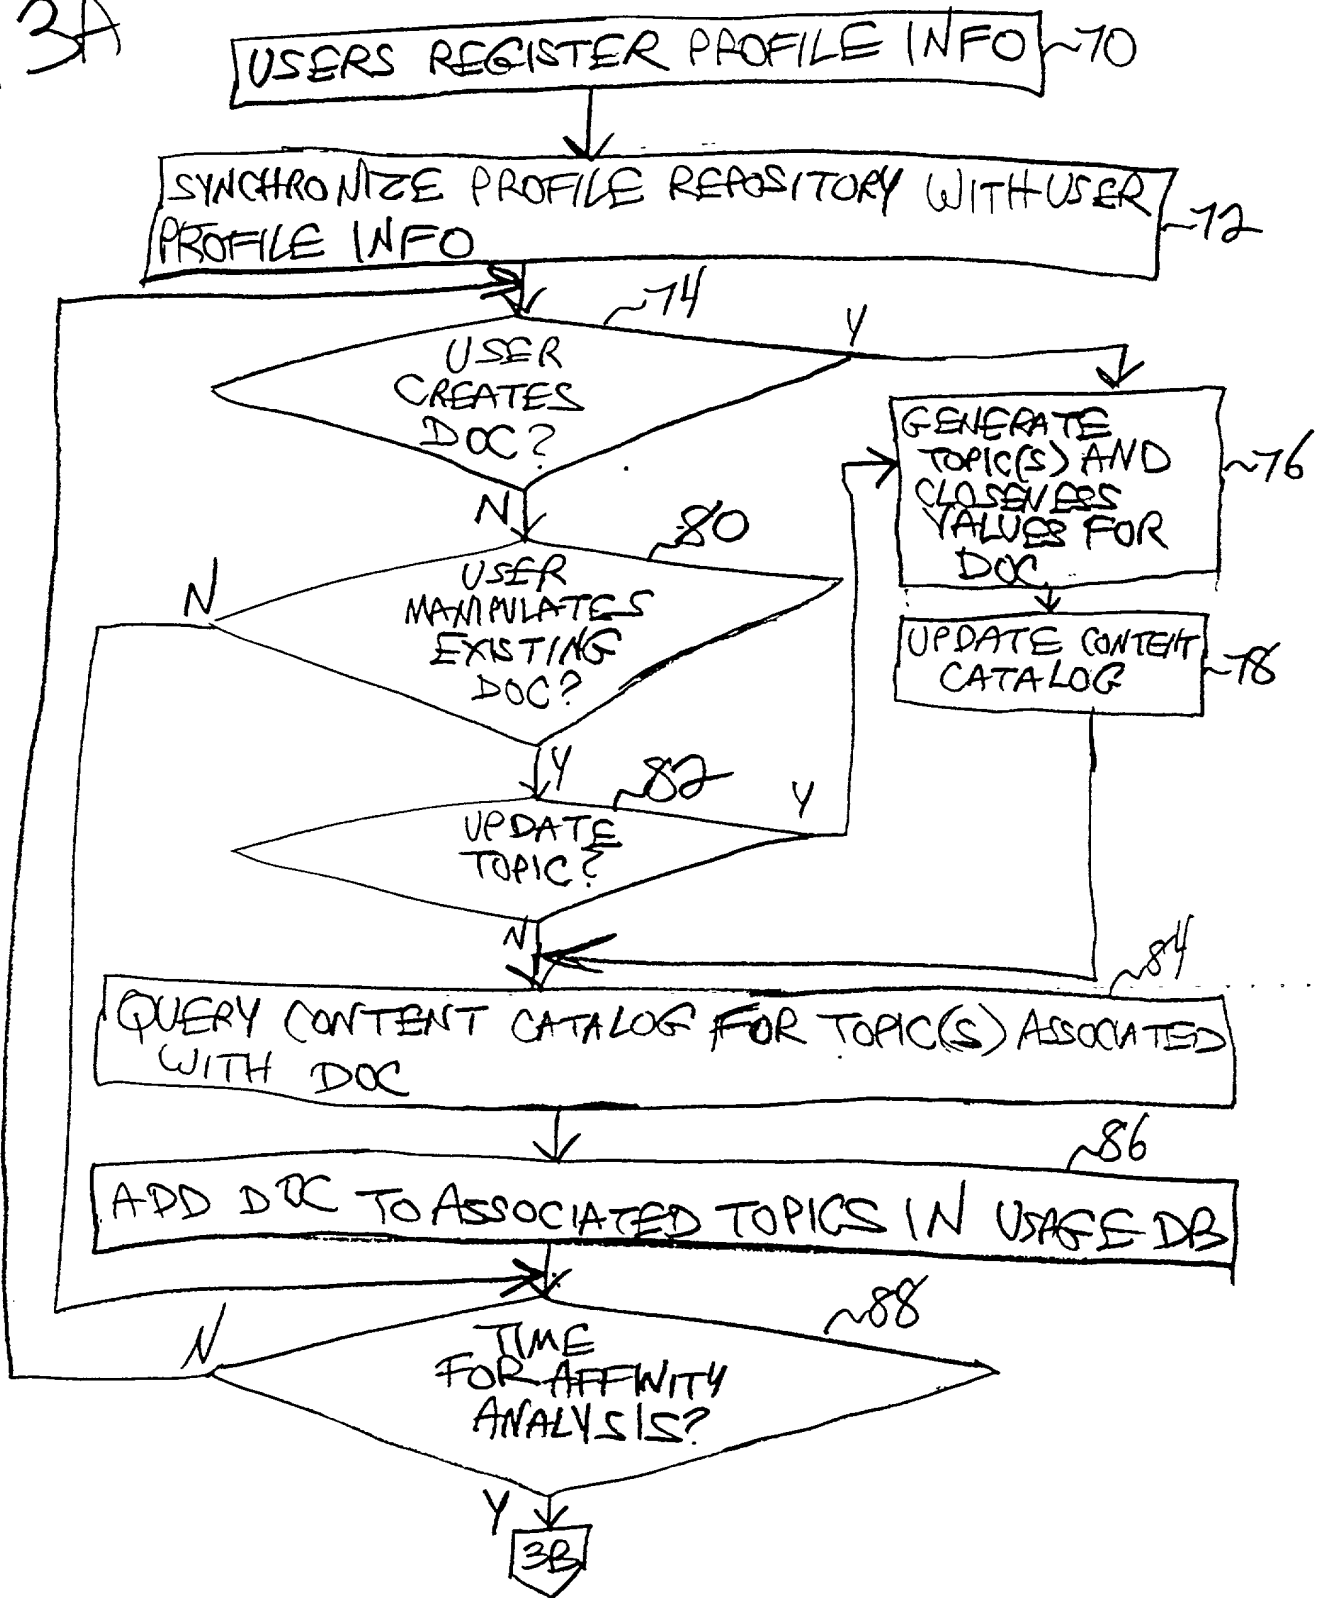 3A
USERS REGISTER PROFILE INFO
70
SYNCHRONIZE PROFILE REPOSITORY WITH USER
PROFILE INFO
72
74
Y
USER
CREATES
DOC?
GENERATE
TOPIC(S) AND
CLOSENESS
VALUES FOR
DOC
76
N
80
N
USER
MANIPULATES
EXISTING
DOC?
UPDATE CONTENT
CATALOG
78
Y
82
Y
UPDATE
TOPIC?
N
84
QUERY CONTENT CATALOG FOR TOPIC(S) ASSOCIATED
WITH DOC
86
ADD DOC TO ASSOCIATED TOPICS IN USAGE DB
88
N
TIME
FOR AFFINITY
ANALYSIS?
Y
3B